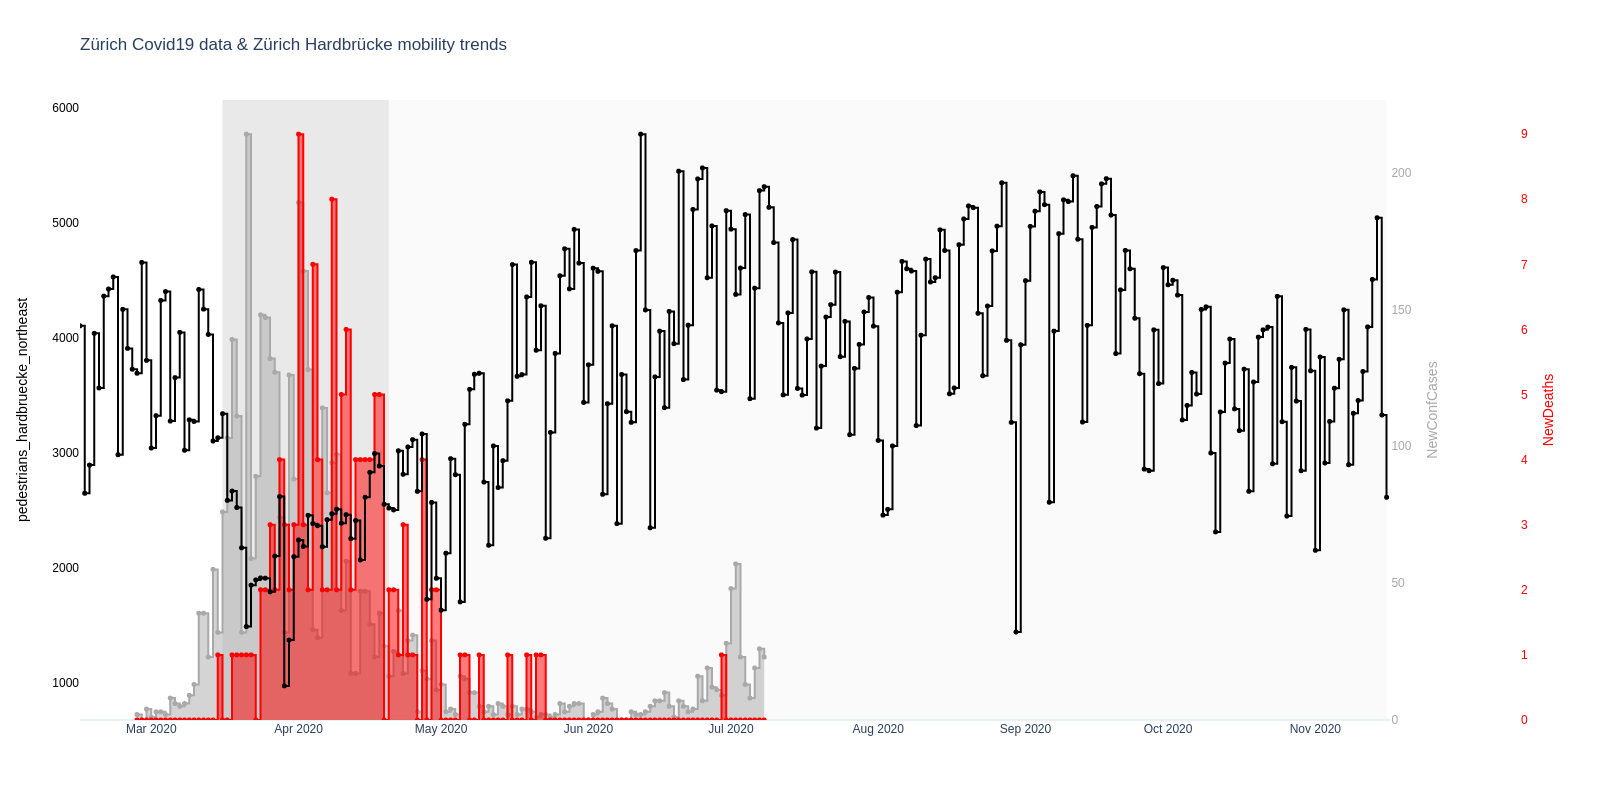 Zürich Covid19 data & Zürich Hardbrücke mobility trends
6000
5000
4000
3000
2000
1000
pedestrians_hardbruecke_northeast
Mar 2020
Apr 2020
May 2020
Jun 2020
Jul 2020
Aug 2020
Sep 2020
Oct 2020
Nov 2020
200
150
100
50
0
NewConfCases
9
8
7
6
5
4
3
2
1
0
NewDeaths